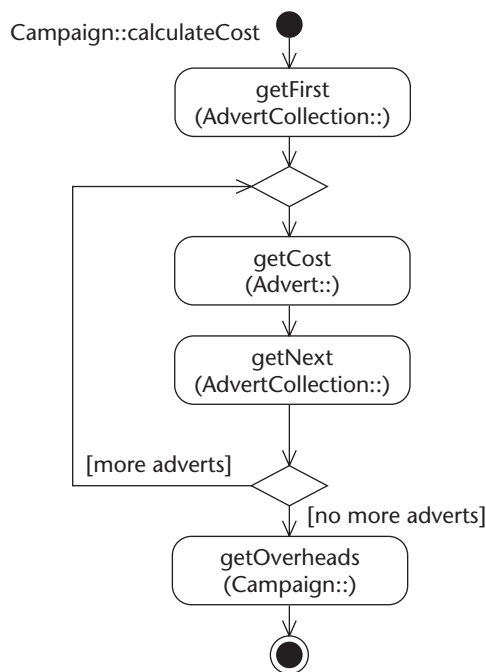 Campaign::calculateCost
getFirst
(AdvertCollection::)
getCost
(Advert::)
getNext
(AdvertCollection::)
[more adverts]
[no more adverts]
getOverheads
(Campaign::)